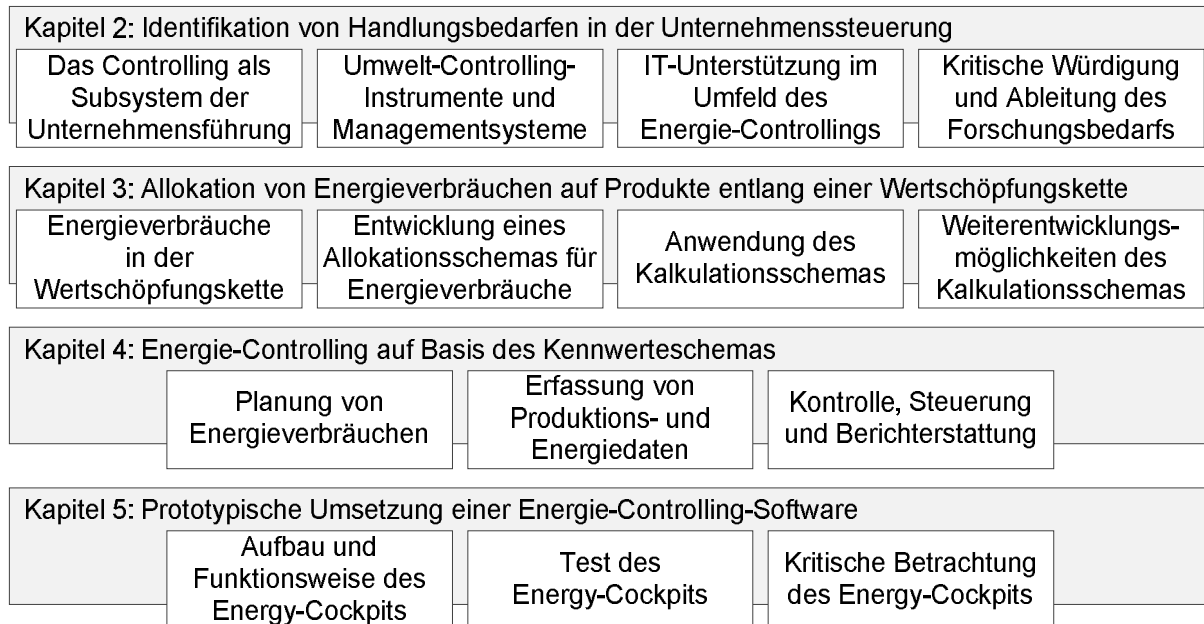 Kapitel 2: Identifikation von Handlungsbedarfen in der Unternehmenssteuerung
Das Controlling als
Subsystem der
Unternehmensführung
Umwelt-Controlling-
Instrumente und
Managementsysteme
IT-Unterstützung im
Umfeld des
Energie-Controllings
Kritische Würdigung
und Ableitung des
Forschungsbedarfs
Kapitel 3: Allokation von Energieverbräuchen auf Produkte entlang einer Wertschöpfungskette
Energieverbräuche
in der
Wertschöpfungskette
Entwicklung eines
Allokationsschemas für
Energieverbräuche
Anwendung des
Kalkulationsschemas
Weiterentwicklungs-
möglichkeiten des
Kalkulationsschemas
Kapitel 4: Energie-Controlling auf Basis des Kennwerteschemas
Planung von
Energieverbräuchen
Erfassung von
Produktions- und
Energiedaten
Kontrolle, Steuerung
und Berichterstattung
Kapitel 5: Prototypische Umsetzung einer Energie-Controlling-Software
Aufbau und
Funktionsweise des
Energy-Cockpits
Test des
Energy-Cockpits
Kritische Betrachtung
des Energy-Cockpits